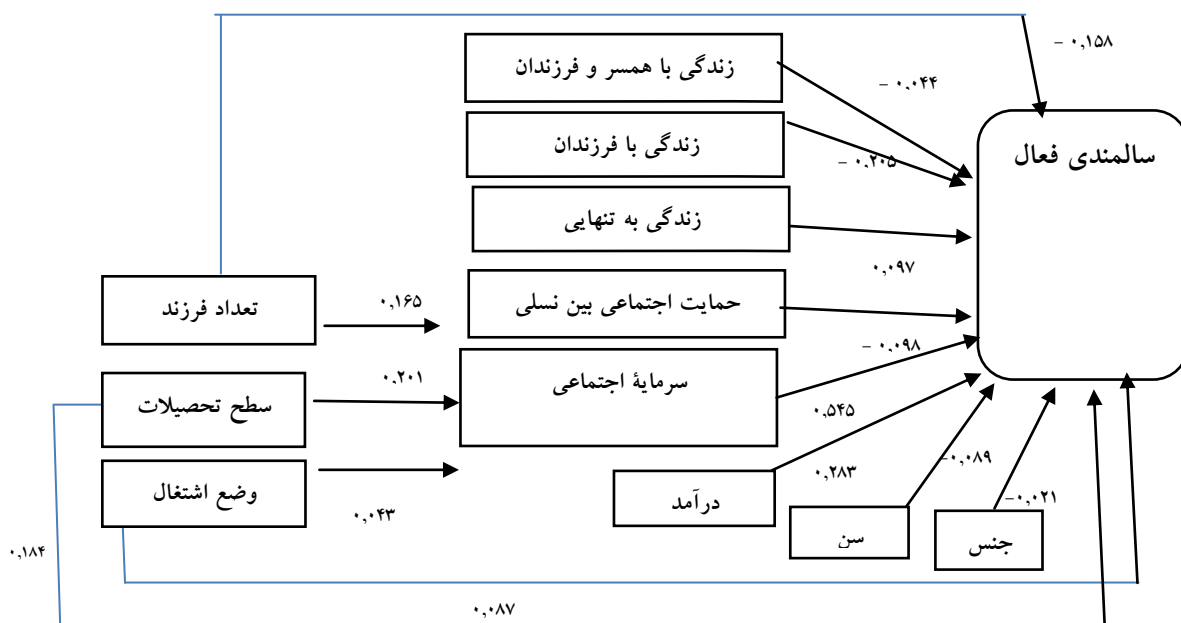 − ۰,۱۵۸
زندگی با همسر و فرزندان
− ۰,۰۴۴
سالمندی فعال
زندگی با فرزندان
− ۰,۲۰۵
زندگی به تنهایی
۰,۰۹۷
تعداد فرزند
۰,۱۶۵
حمایت اجتماعی بین نسلی
− ۰,۰۹۸
سطح تحصیلات
۰,۲۰۱
سرمایۀ اجتماعی
۰,۵۴۵
وضع اشتغال
۰,۰۴۳
درآمد
۰,۲۸۳
سن
−۰,۰۸۹
جنس
−۰,۰۲۱
۰,۱۸۴
۰,۰۸۷